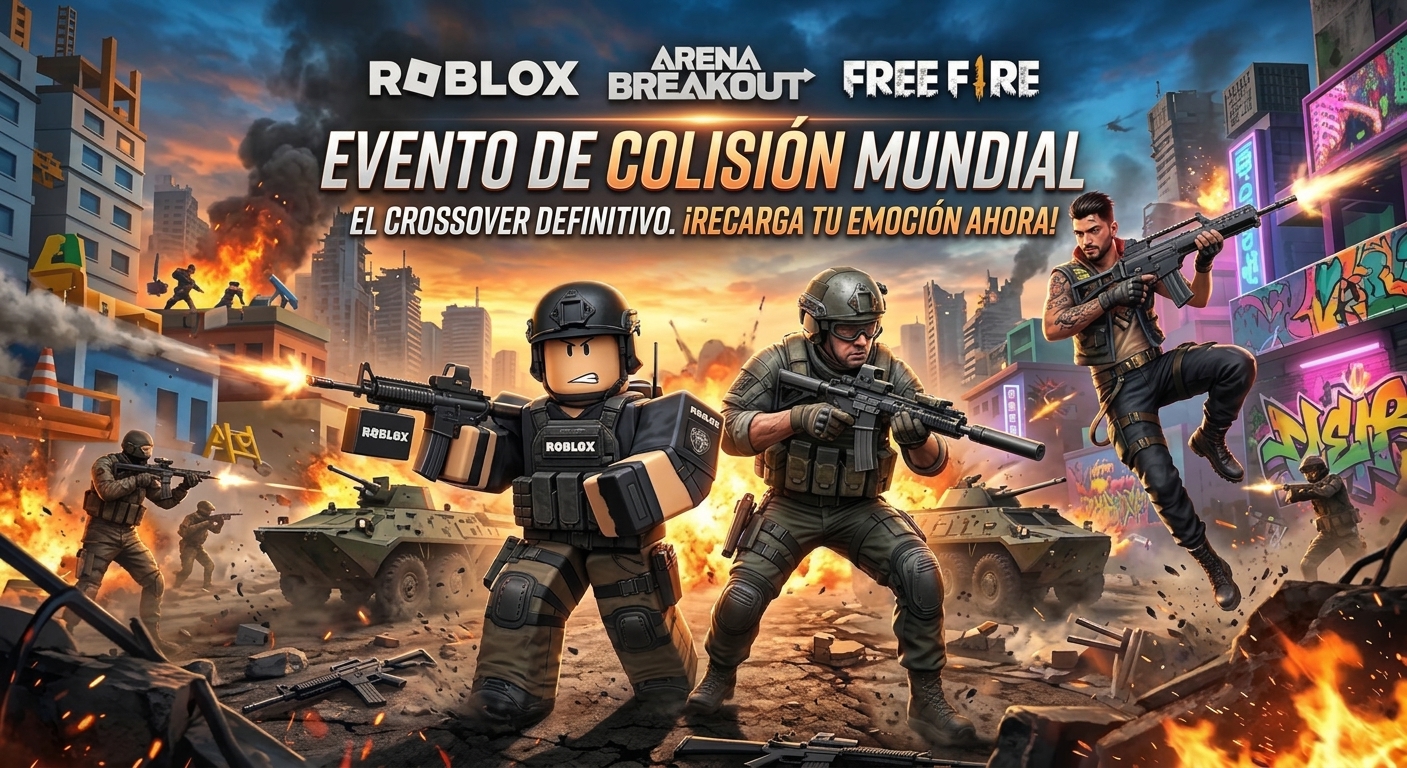 ROBLOX
ARENA
BREAKOUT
FREE FIRE
EVENTO DE COLISIÓN MUNDIAL
EL CROSSOVER DEFINITIVO. ¡RECARGA TU EMOCIÓN AHORA!
ROBLOX
ROBLOX